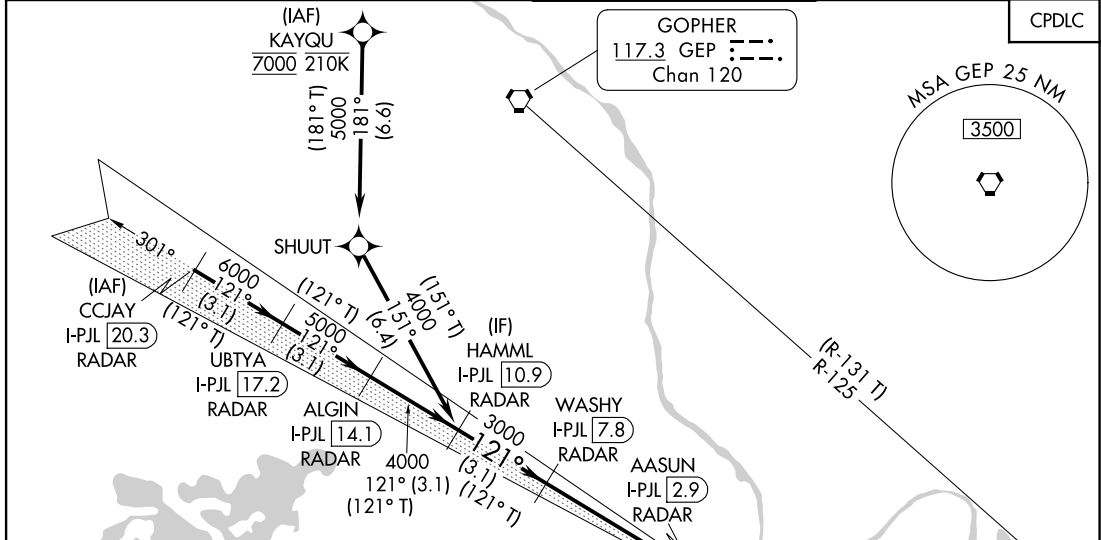 CPDLC
(IAF)
KAYQU
7000 210K
GOPHER
117.3 GEP
Chan 120
MSA GEP 25 NM
3500
(181° T)
5000
181°
(6.6)
SHUUT
301°
(IAF)
CCJAY
I-PJL 20.3
RADAR
6000
121°
(3.1)
(121° T)
UBTYA
I-PJL 17.2
RADAR
5000
121°
(3.1)
(121° T)
ALGIN
I-PJL 14.1
RADAR
4000
121° (3.1)
(121° T)
(151° T)
4000
151°
(6.4)
(IF)
HAMML
I-PJL 10.9
RADAR
3000
121°
(3.1)
(121° T)
WASHY
I-PJL 7.8
RADAR
AASUN
I-PJL 2.9
RADAR
(R-131 T)
R-125